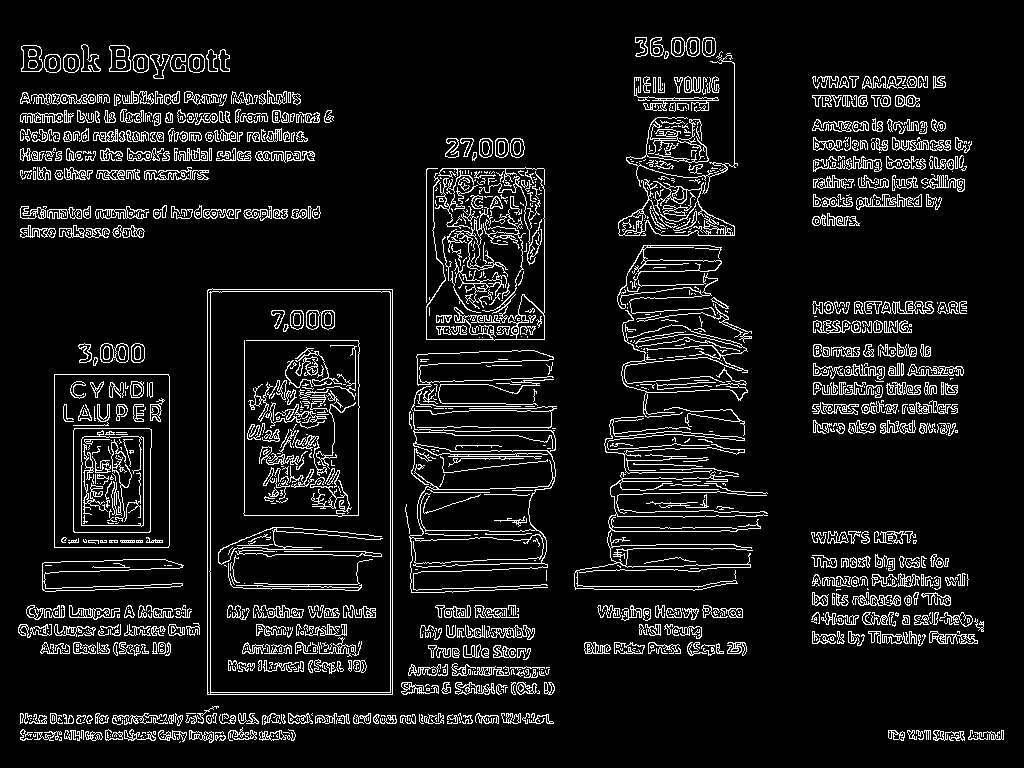 Book Boycott
Amazon.com published Penny Marshall's
memoir but is facing a boycott from Barnes &
Noble and resistance from other retailers.
Here's how the book's initial sales compare
with other recent memoirs:
Estimated number of hardcover copies sold
since release date
3,000
CYNDI
LAUPER
Cyndi Lauper: A Memoir
Cyndi Lauper and Jancee Dunn
Atria Books (Sept. 18)
7,000
My
Mother
Was Nuts
Penny
Marshall
My Mother Was Nuts
Penny Marshall
Amazon Publishing/
New Harvest (Sept. 18)
27,000
TOTAL
RECALL
MY UNBELIEVABLY
TRUE LIFE STORY
Total Recall:
My Unbelievably
True Life Story
Arnold Schwarzenegger
Simon & Schuster (Oct. 1)
36,000
NEIL YOUNG
Waging Heavy Peace
Neil Young
Blue Rider Press (Sept. 25)
WHAT AMAZON IS
TRYING TO DO:
Amazon is trying to
broaden its business by
publishing books itself,
rather than just selling
books published by
others.
HOW RETAILERS ARE
RESPONDING:
Barnes & Noble is
boycotting all Amazon
Publishing titles in its
stores; other retailers
have also shied away.
WHAT'S NEXT:
The next big test for
Amazon Publishing will
be its release of 'The
4-Hour Chef,' a self-help
book by Timothy Ferriss.
Note: Data are for approximately 75% of the U.S. print book market and does not track sales from Wal-Mart.
Sources: Nielsen BookScan; Getty Images (book stacks)
The Wall Street Journal